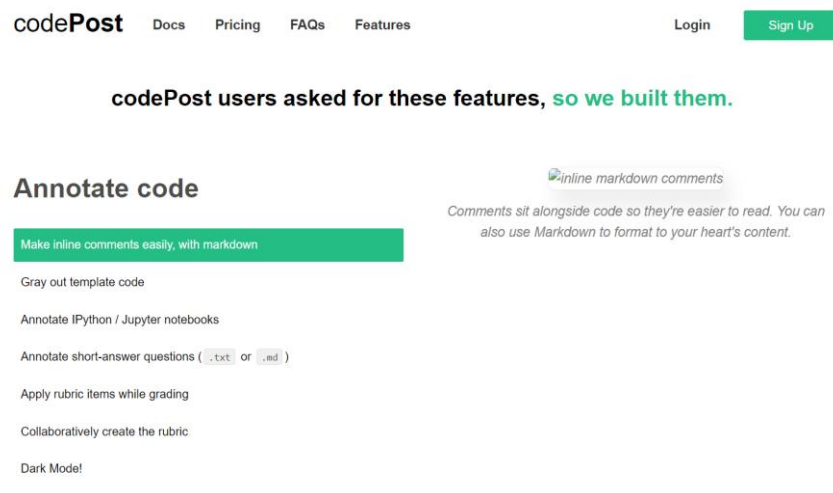 codePost Docs Pricing FAQs Features Login Sign Up
codePost users asked for these features, so we built them.
Annotate code
Make inline comments easily, with markdown
Gray out template code
Annotate IPython / Jupyter notebooks
Annotate short-answer questions ( .txt or .md )
Apply rubric items while grading
Collaboratively create the rubric
Dark Mode!
inline markdown comments
Comments sit alongside code so they're easier to read. You can
also use Markdown to format to your heart's content.